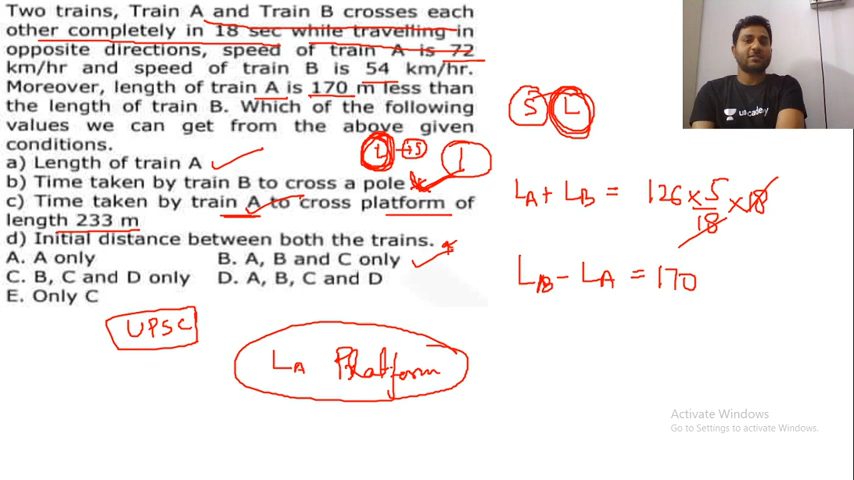 Two trains, Train A and Train B crosses each
other completely in 18 sec while travelling in
opposite directions, speed of train A is 72
km/hr and speed of train B is 54 km/hr.
Moreover, length of train A is 170 m less than
the length of train B. Which of the following
values we can get from the above given
conditions.
a) Length of train A
b) Time taken by train B to cross a pole
c) Time taken by train A to cross platform of
length 233 m
d) Initial distance between both the trains.
A. A only B. A, B and C only
C. B, C and D only D. A, B, C and D
E. Only C
UPSC
LA Platform
S L
L → S L
LA + LB = 126 × 5/18 × 18
LB - LA = 170
unacademy
Activate Windows
Go to Settings to activate Windows.